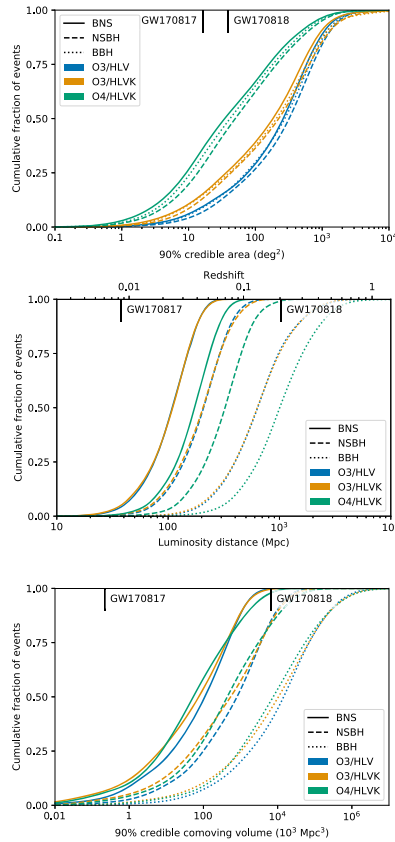 1.00
0.75
0.50
0.25
0.00
Cumulative fraction of events
BNS
NSBH
BBH
O3/HLV
O3/HLVK
O4/HLVK
GW170817
GW170818
0.1 1 10 100 10³ 10⁴
90% credible area (deg²)
Redshift
0.01 0.1 1
1.00
0.75
0.50
0.25
0.00
Cumulative fraction of events
GW170817
GW170818
BNS
NSBH
BBH
O3/HLV
O3/HLVK
O4/HLVK
10 100 10³ 10
Luminosity distance (Mpc)
1.00
0.75
0.50
0.25
0.00
Cumulative fraction of events
GW170817
GW170818
BNS
NSBH
BBH
O3/HLV
O3/HLVK
O4/HLVK
0.01 1 100 10⁴ 10⁶
90% credible comoving volume (10³ Mpc³)